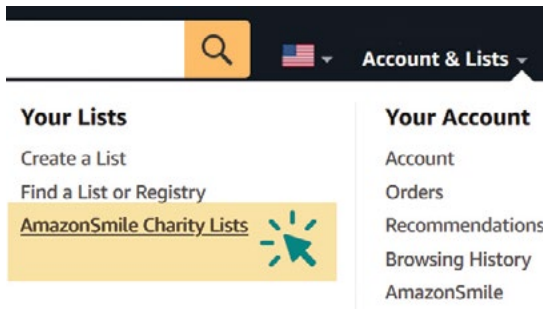 Account & Lists
Your Lists
Create a List
Find a List or Registry
AmazonSmile Charity Lists
Your Account
Account
Orders
Recommendations
Browsing History
AmazonSmile